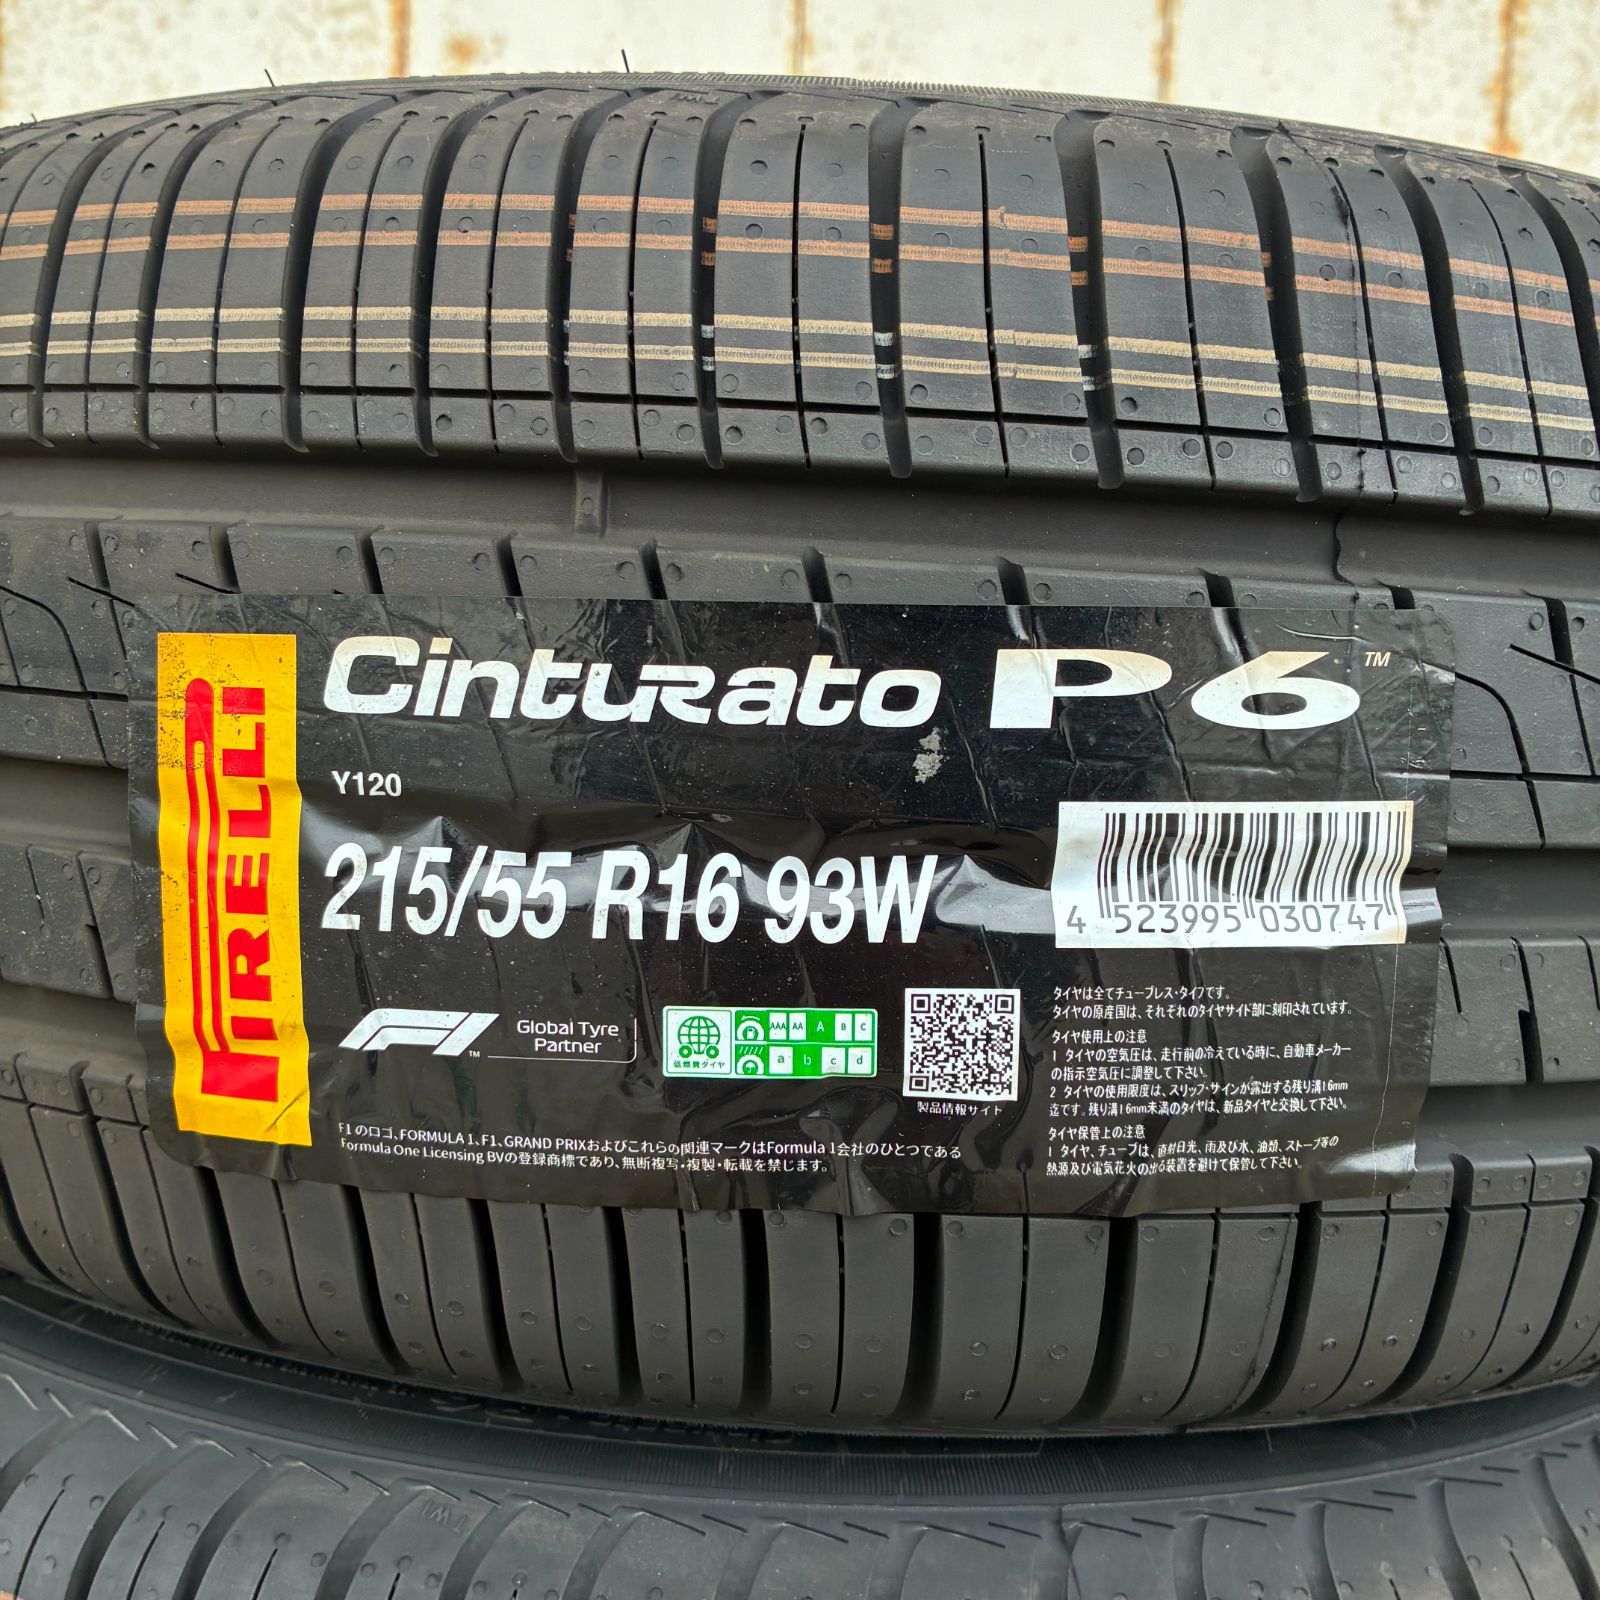 PIRELLI
Cinturato P6™
Y120
215/55 R16 93W
4 523995 030747
Global Tyre
Partner
低燃費タイヤ
AAA AA A B C
a b c d
製品情報サイト
F1 のロゴ、FORMULA 1、F1、GRAND PRIXおよびこれらの関連マークはFormula 1会社のひとつである
Formula One Licensing BVの登録商標であり、無断複写・複製・転載を禁じます。
タイヤは全てチューブレス・タイプです。
タイヤの原産国は、それぞれのタイヤサイド部に刻印されています。
タイヤ使用上の注意
1 タイヤの空気圧は、走行前の冷えている時に、自動車メーカー
の指示空気圧に調整して下さい。
2 タイヤの使用限度は、スリップ・サインが露出する残り溝1.6mm
迄です。残り溝1.6mm未満のタイヤは、新品タイヤと交換して下さい。
タイヤ保管上の注意
1 タイヤ、チューブは、直射日光、雨及び水、油類、ストーブ等の
熱源及び電気花火の出る装置を避けて保管して下さい。
TWI